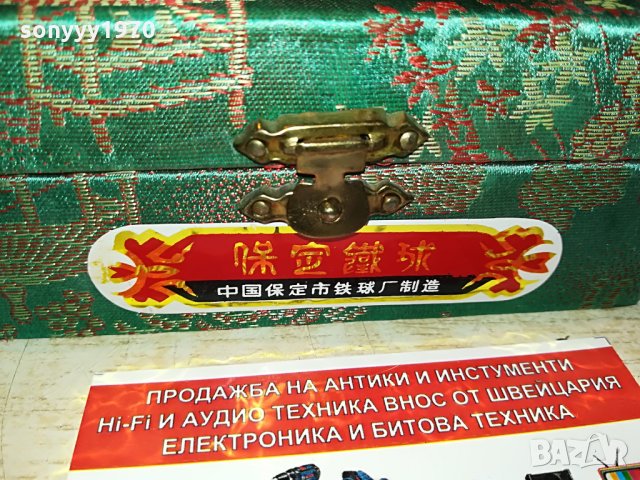 sonyyy1970
保定鐵球
中国保定市铁球厂制造
ПРОДАЖБА НА АНТИКИ И ИНСТУМЕНТИ
Hi-Fi И АУДИО ТЕХНИКА ВНОС ОТ ШВЕЙЦАРИЯ
ЕЛЕКТРОНИКА И БИТОВА ТЕХНИКА
BAZAR